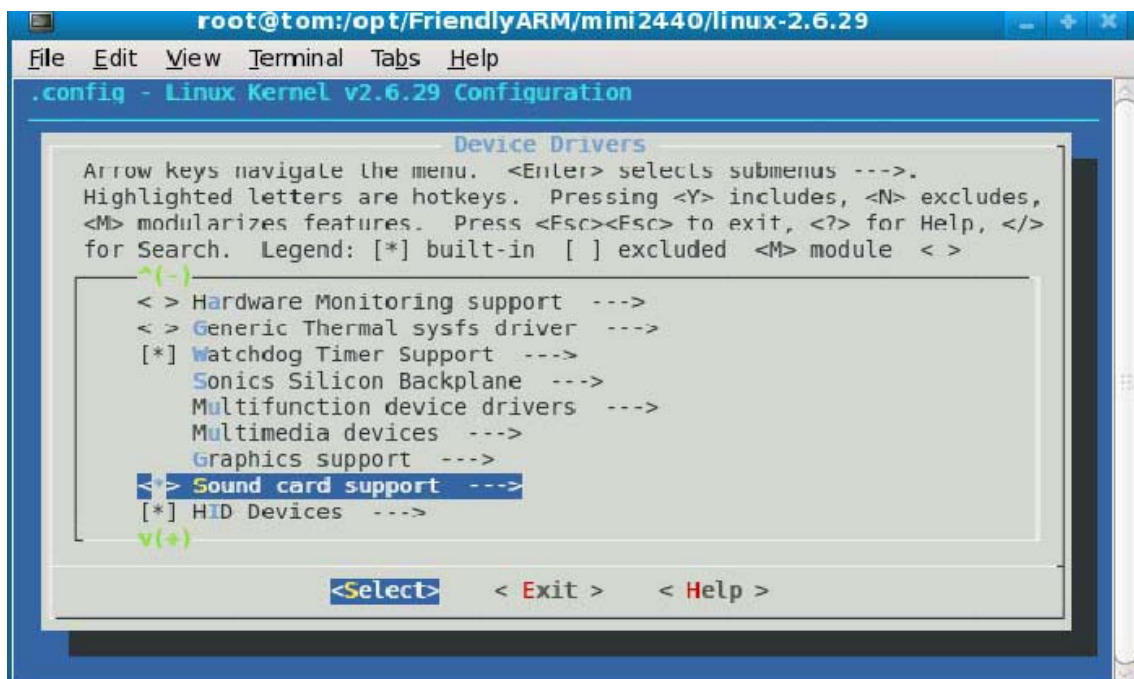 root@tom:/opt/FriendlyARM/mini2440/linux-2.6.29
File Edit View Terminal Tabs Help
.config - Linux Kernel v2.6.29 Configuration
Device Drivers
Arrow keys navigate the menu. <Enter> selects submenus --->.
Highlighted letters are hotkeys. Pressing <Y> includes, <N> excludes,
<M> modularizes features. Press <Esc><Esc> to exit, <?> for Help, </>
for Search. Legend: [*] built-in [ ] excluded <M> module < >
^(-)
< > Hardware Monitoring support --->
< > Generic Thermal sysfs driver --->
[*] Watchdog Timer Support --->
Sonics Silicon Backplane --->
Multifunction device drivers --->
Multimedia devices --->
Graphics support --->
<*> Sound card support --->
[*] HID Devices --->
v(+)
<Select> < Exit > < Help >